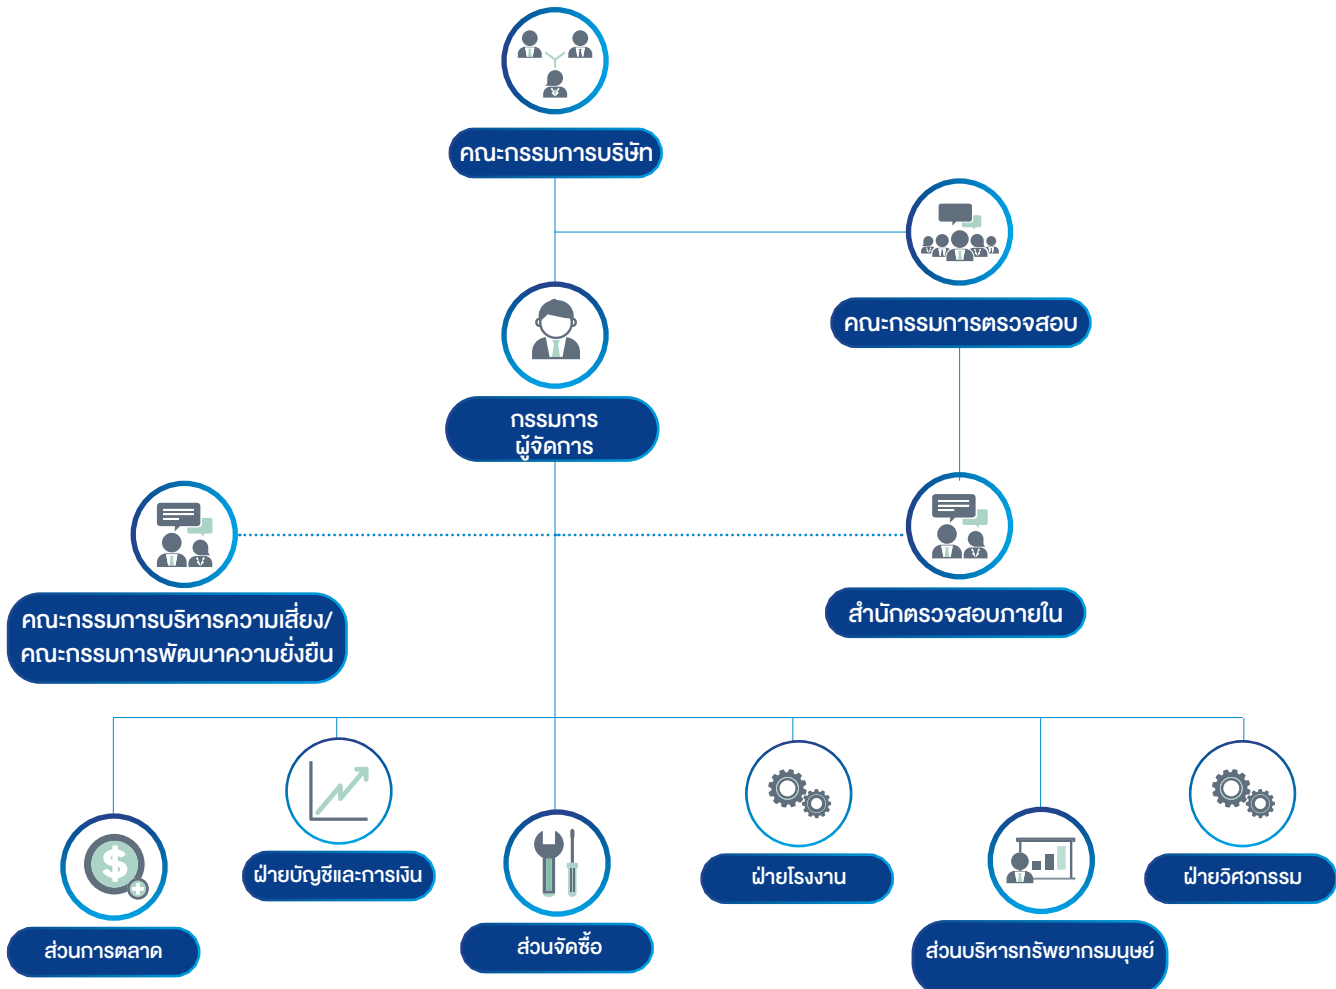 คณะกรรมการบริษัท
คณะกรรมการตรวจสอบ
กรรมการ
ผู้จัดการ
คณะกรรมการบริหารความเสี่ยง/
คณะกรรมการพัฒนาความยั่งยืน
สำนักตรวจสอบภายใน
ฝ่ายบัญชีและการเงิน
ฝ่ายโรงงาน
ฝ่ายวิศวกรรม
ส่วนการตลาด
ส่วนจัดซื้อ
ส่วนบริหารทรัพยากรมนุษย์